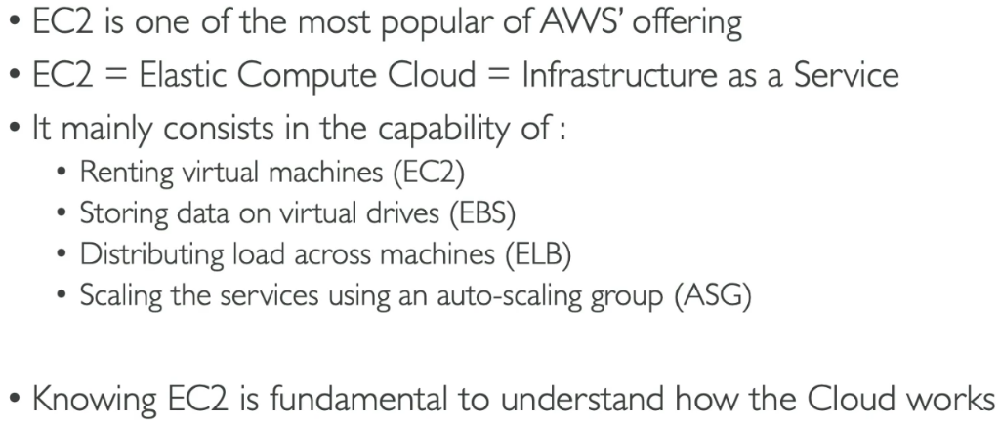 • EC2 is one of the most popular of AWS’ offering
• EC2 = Elastic Compute Cloud = Infrastructure as a Service
• It mainly consists in the capability of :
• Renting virtual machines (EC2)
• Storing data on virtual drives (EBS)
• Distributing load across machines (ELB)
• Scaling the services using an auto-scaling group (ASG)
• Knowing EC2 is fundamental to understand how the Cloud works